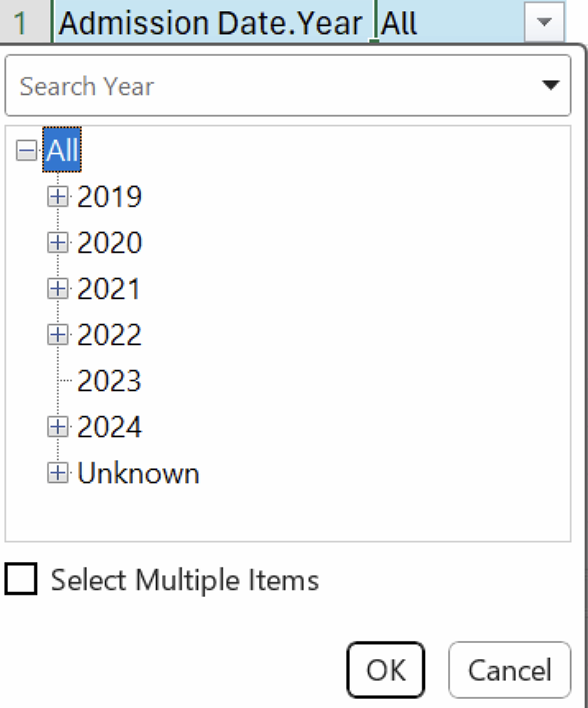 1 Admission Date.Year All
Search Year
All
2019
2020
2021
2022
2023
2024
Unknown
Select Multiple Items
OK Cancel